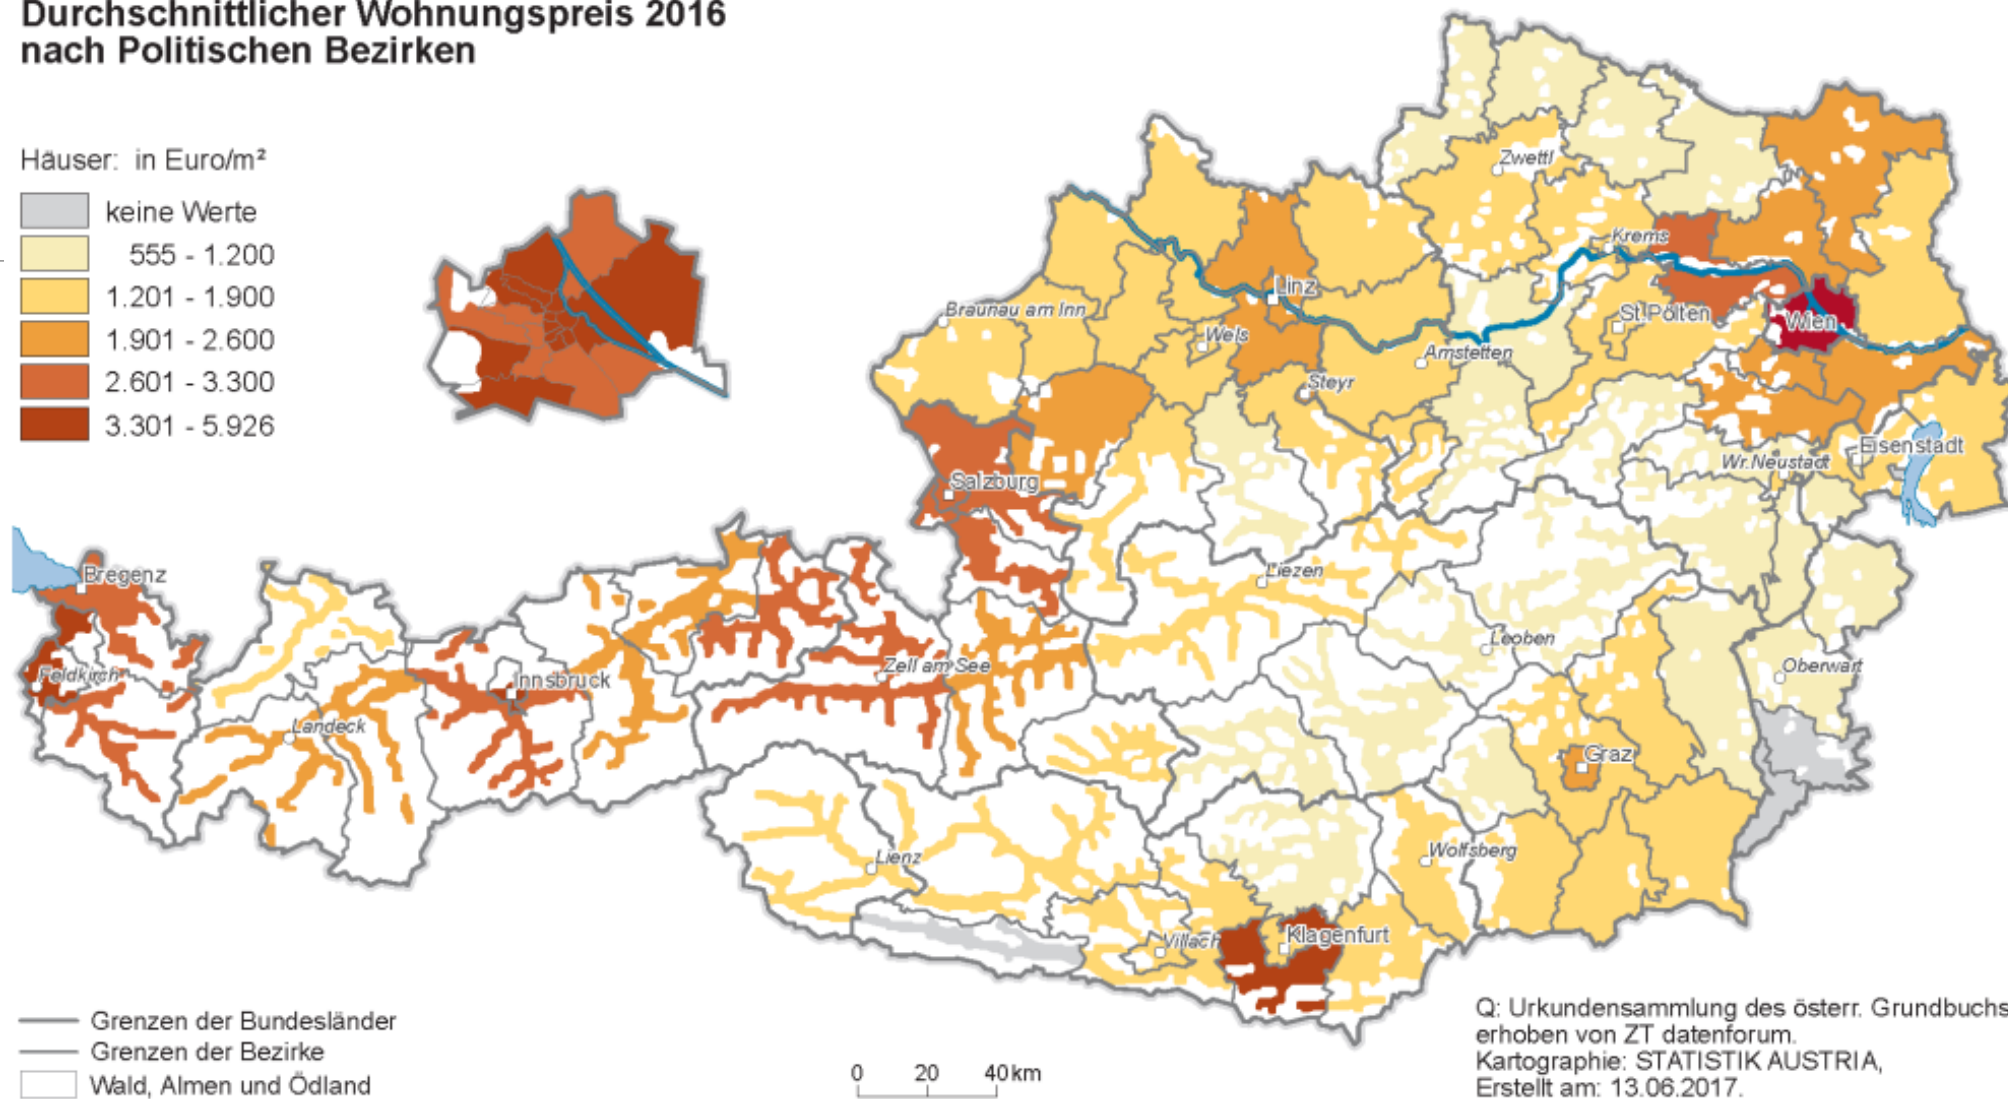 Durchschnittlicher Wohnungspreis 2016
nach Politischen Bezirken
Häuser: in Euro/m²
keine Werte
555 - 1.200
1.201 - 1.900
1.901 - 2.600
2.601 - 3.300
3.301 - 5.926
Zwettl
Krems
Linz
Braunau am Inn
St.Pölten
Wien
Wels
Amstetten
Steyr
Eisenstadt
Wr.Neustadt
Salzburg
Bregenz
Liezen
Leoben
Feldkirch
Zell am See
Oberwart
Innsbruck
Landeck
Graz
Wolfsberg
Lienz
Villach
Klagenfurt
Grenzen der Bundesländer
Grenzen der Bezirke
Wald, Almen und Ödland
0 20 40 km
Q: Urkundensammlung des österr. Grundbuchs
erhoben von ZT datenforum.
Kartographie: STATISTIK AUSTRIA,
Erstellt am: 13.06.2017.